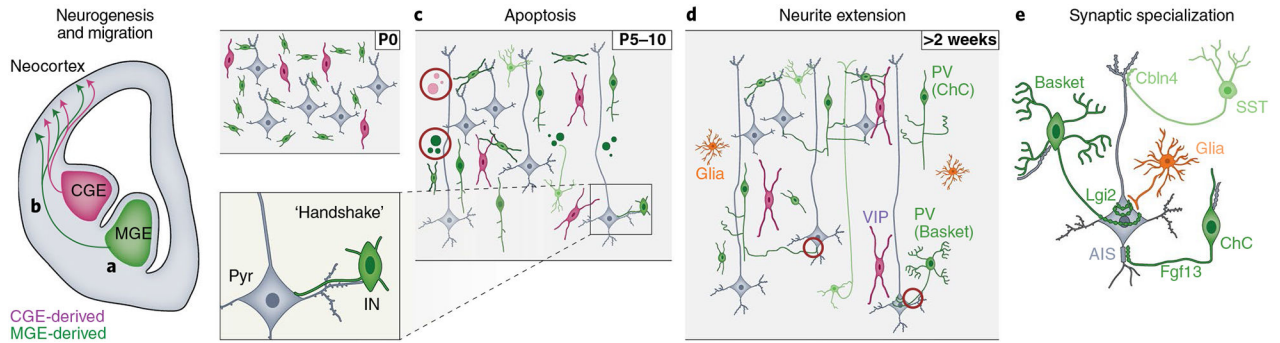 Neurogenesis
and migration
Neocortex
CGE
MGE
b
a
CGE-derived
MGE-derived
P0
Pyr
'Handshake'
IN
c
Apoptosis
P5–10
d
Neurite extension
>2 weeks
PV
(ChC)
Glia
VIP
PV
(Basket)
e
Synaptic specialization
Basket
Cbln4
SST
Glia
Lgi2
AIS
ChC
Fgf13